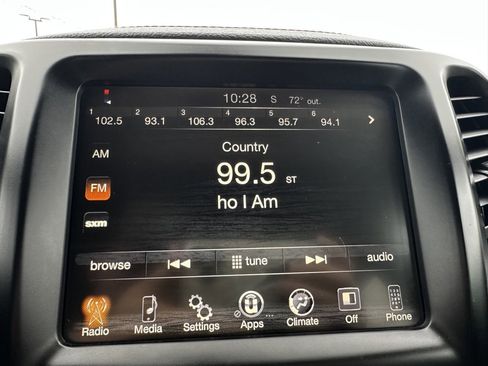 10:28 S 72° out.
1 102.5 2 93.1 3 106.3 4 96.3 5 95.7 6 94.1
AM
Country
FM
99.5 ST
ho I Am
sxm
browse tune audio
Radio Media Settings Apps ... Climate Off Phone